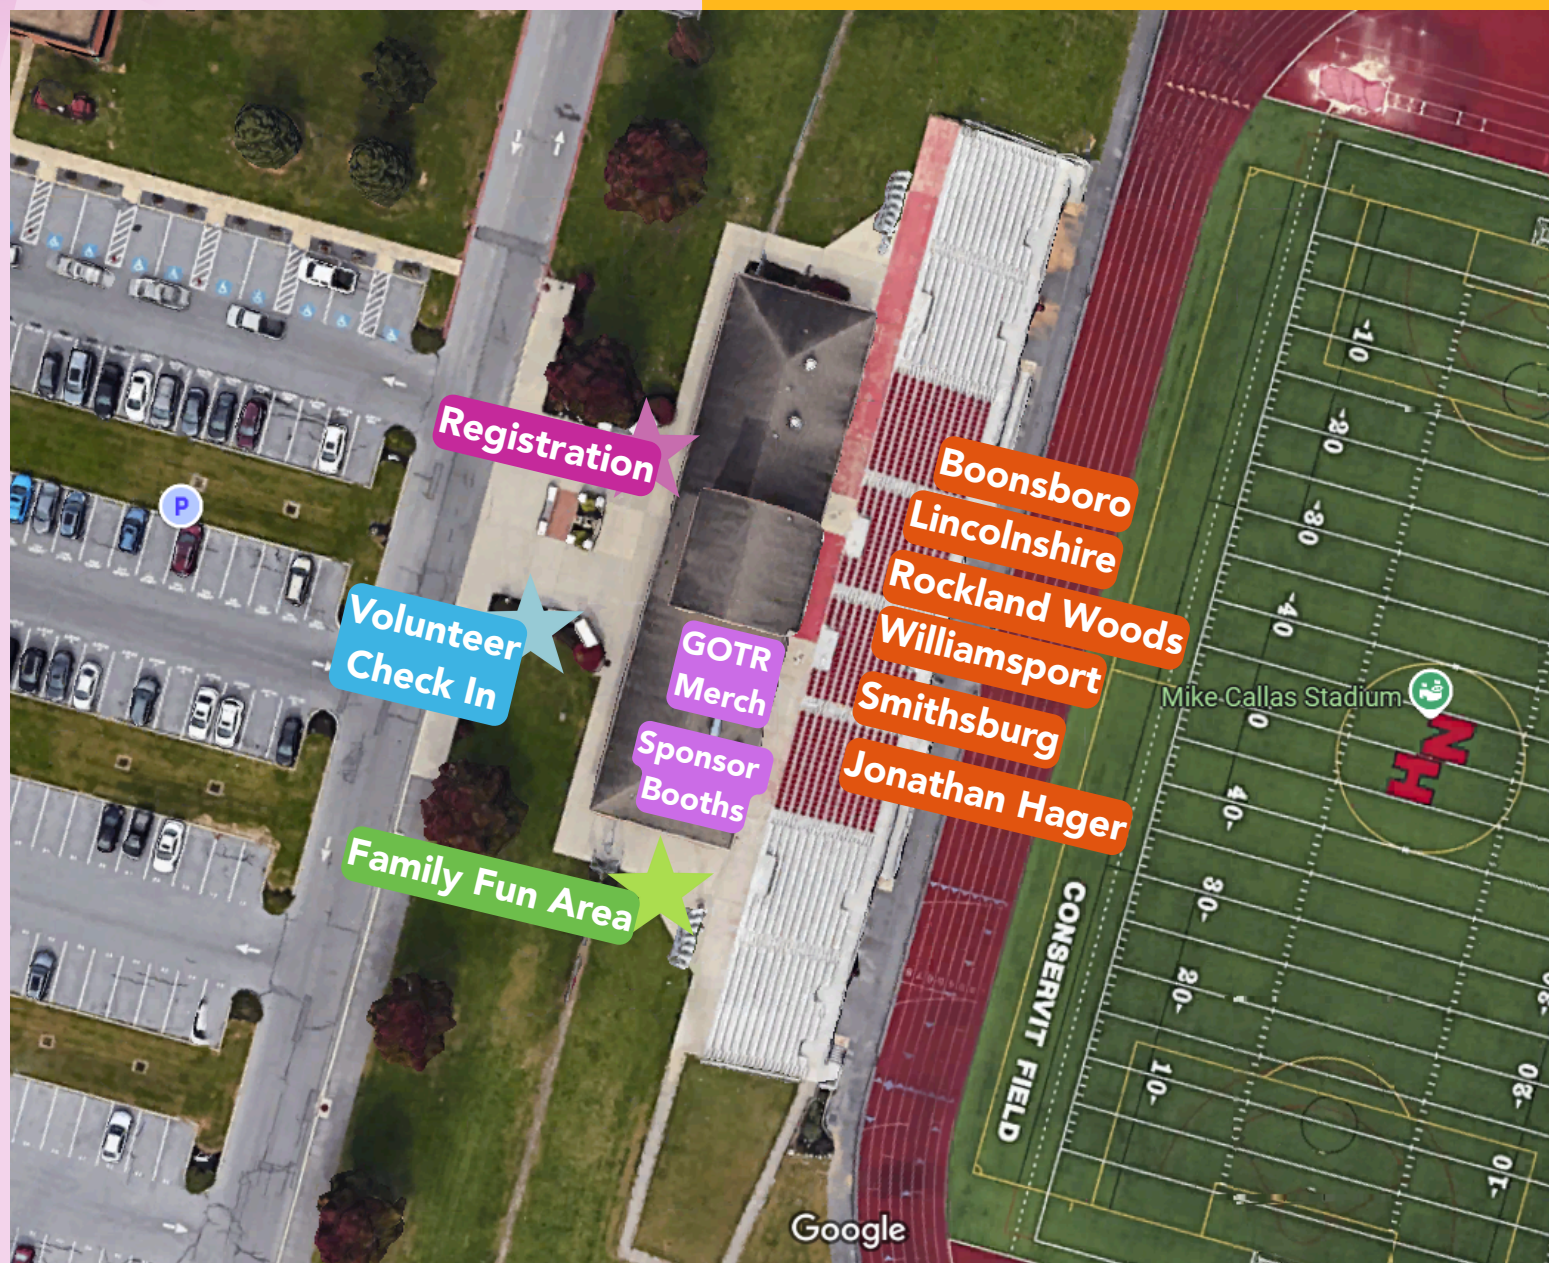 Registration
Volunteer
Check In
GOTR
Merch
Sponsor
Booths
Family Fun Area
Boonsboro
Lincolnshire
Rockland Woods
Williamsport
Smithsburg
Jonathan Hager
Mike Callas Stadium
P
NH
CONSERVIT FIELD
Google